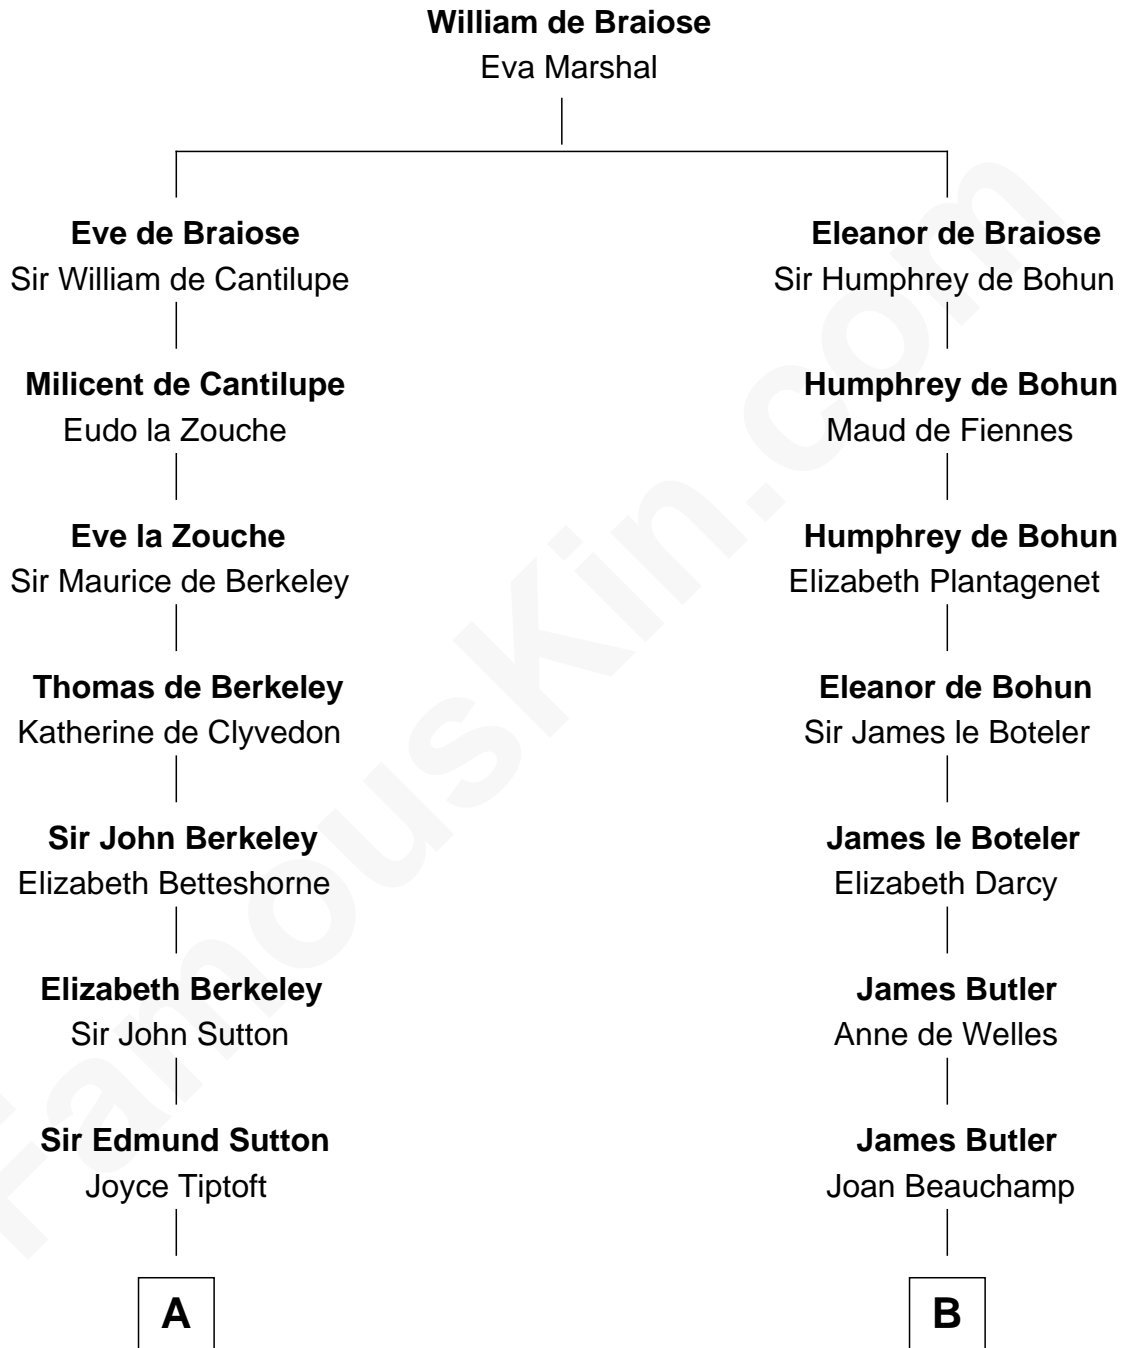 William de Braiose
Eva Marshal
Eve de Braiose
Sir William de Cantilupe
Eleanor de Braiose
Sir Humphrey de Bohun
Milicent de Cantilupe
Eudo la Zouche
Humphrey de Bohun
Maud de Fiennes
Eve la Zouche
Sir Maurice de Berkeley
Humphrey de Bohun
Elizabeth Plantagenet
Thomas de Berkeley
Katherine de Clyvedon
Eleanor de Bohun
Sir James le Boteler
Sir John Berkeley
Elizabeth Betteshorne
James le Boteler
Elizabeth Darcy
Elizabeth Berkeley
Sir John Sutton
James Butler
Anne de Welles
Sir Edmund Sutton
Joyce Tiptoft
James Butler
Joan Beauchamp
A
B
FamousKin.com